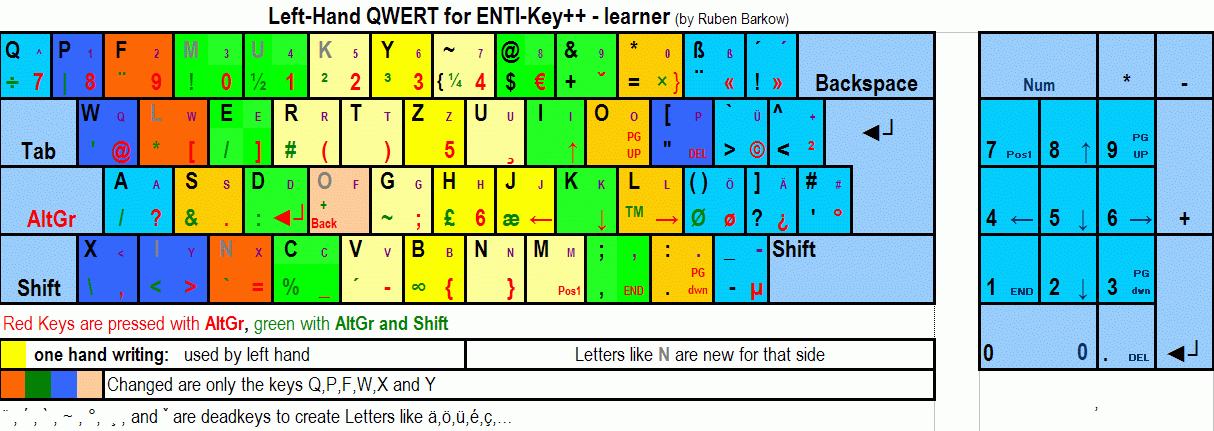 Left-Hand QWERT for ENTI-Key++ - learner (by Ruben Barkow)
Q ^ P 1 F 2 M 3 U 4 K 5 Y 6 ~ 7 @ 8 & 9 * 0 ß ß ´ ´
÷ 7 | 8 ¨ 9 ! 0 ½ 1 ² 2 ³ 3 { ¼ 4 $ € + ˇ = × } ¨ « ! » Backspace Num * -
W Q L W E E R R T T Z Z U U I I O O [ P ` Ü ^ +
Tab ' @ * [ / ] # ( ) 5 ¸ ↑ PG UP " DEL > © < ² ◄┘ 7 Pos1 8 ↑ 9 PG UP
A A S S D D O F G G H H J J K K L L ( ) Ö ] Ä # #
AltGr / ? & . : ◄┘ + Back ~ ; £ 6 æ ← ↓ TM → Ø ø ? ¿ ' ° 4 ← 5 ↓ 6 → +
X < I Y N X C C V V B B N N M M ; , : . _ - Shift
Shift \ , < > ` = % _ ´ - ∞ { } Pos1 , END . PG dwn - µ 1 END 2 ↓ 3 PG dwn
Red Keys are pressed with AltGr, green with AltGr and Shift
one hand writing: used by left hand Letters like N are new for that side 0 0 . DEL ◄┘
Changed are only the keys Q,P,F,W,X and Y
¨, ´, `, ~, °, ¸, and ˇ are deadkeys to create Letters like ä,ö,ü,é,ç,... ,